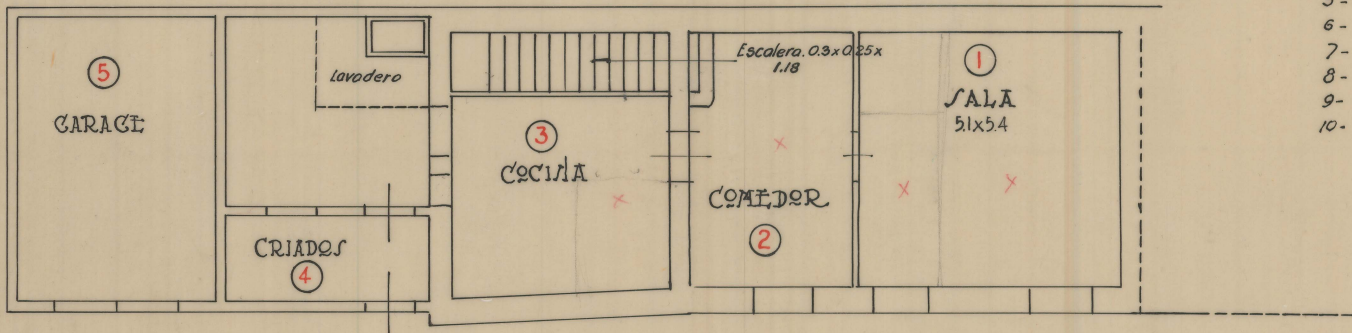 5
GARAGE
Lavadero
CRIADOS
4
3
COCINA
Escalera. 0.3x0.25x
1.18
COMEDOR
2
1
SALA
5.1x5.4
5-
6-
7-
8-
9-
10-